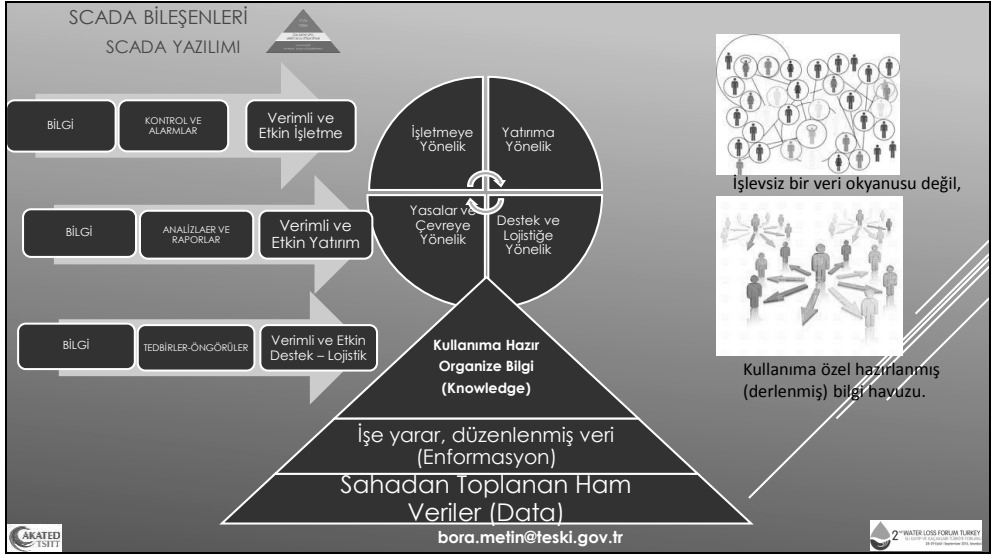 SCADA BİLEŞENLERİ
SCADA YAZILIMI
BİLGİ
KONTROL VE
ALARMLAR
Verimli ve
Etkin İşletme
BİLGİ
ANALİZLAER VE
RAPORLAR
Verimli ve
Etkin Yatırım
BİLGİ
TEDBİRLER-ÖNGÖRÜLER
Verimli ve Etkin
Destek – Lojistik
İşletmeye
Yönelik
Yatırıma
Yönelik
Yasalar ve
Çevreye
Yönelik
Destek ve
Lojistiğe
Yönelik
Kullanıma Hazır
Organize Bilgi
(Knowledge)
İşe yarar, düzenlenmiş veri
(Enformasyon)
Sahadan Toplanan Ham
Veriler (Data)
bora.metin@teski.gov.tr
İşlevsiz bir veri okyanusu değil,
Kullanıma özel hazırlanmış
(derlenmiş) bilgi havuzu.
AKATED
TSITT
2nd WATER LOSS FORUM TURKEY